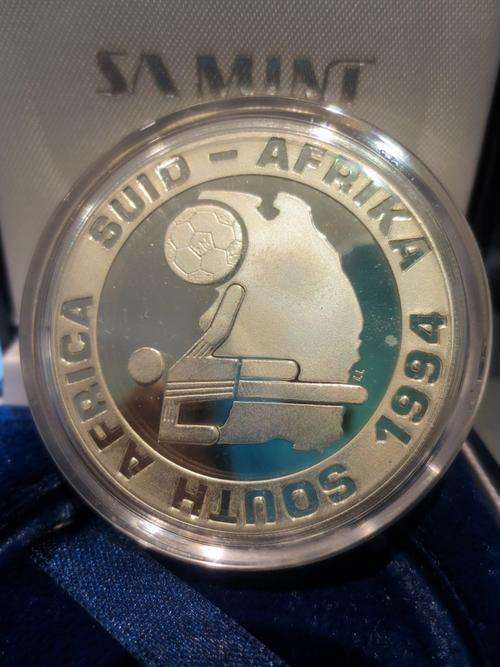 SA MINT
SUID - AFRIKA
1994
SOUTH AFRICA